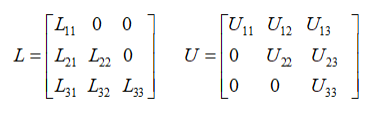 L = [ L11 0 0 ; L21 L22 0 ; L31 L32 L33 ] U = [ U11 U12 U13 ; 0 U22 U23 ; 0 0 U33 ]